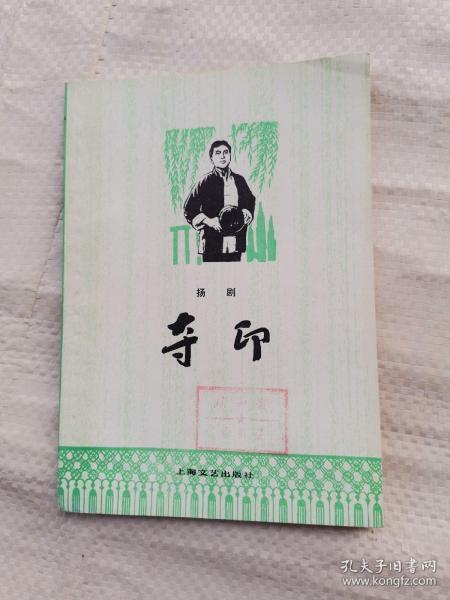 扬 剧
夺印
上海文艺出版社
孔夫子旧书网
www.kongfz.com